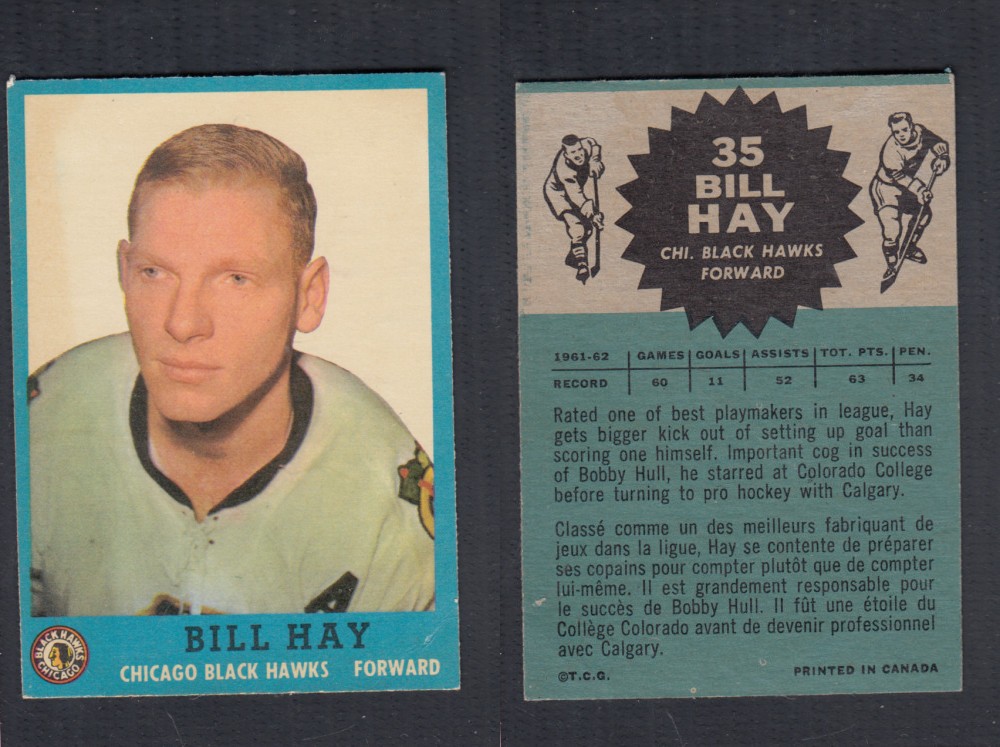 BILL HAY
CHICAGO BLACK HAWKS FORWARD
BLACK HAWKS
CHICAGO
A
35
BILL
HAY
CHI. BLACK HAWKS
FORWARD
1961-62 GAMES GOALS ASSISTS TOT. PTS. PEN.
RECORD 60 11 52 63 34
Rated one of best playmakers in league, Hay
gets bigger kick out of setting up goal than
scoring one himself. Important cog in success
of Bobby Hull, he starred at Colorado College
before turning to pro hockey with Calgary.
Classé comme un des meilleurs fabriquant de
jeux dans la ligue, Hay se contente de préparer
ses copains pour compter plutôt que de compter
lui-même. Il est grandement responsable pour
le succès de Bobby Hull. Il fût une étoile du
Collège Colorado avant de devenir professionnel
avec Calgary.
©T.C.G. PRINTED IN CANADA